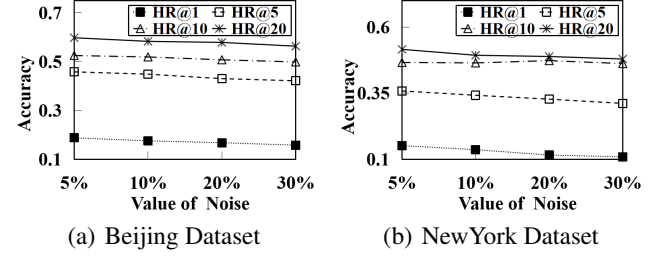 HR@1 HR@5
HR@10 HR@20
0.7
0.5
0.3
0.1
Accuracy
5% 10% 20% 30%
Value of Noise
(a) Beijing Dataset
HR@1 HR@5
HR@10 HR@20
0.6
0.35
0.1
Accuracy
5% 10% 20% 30%
Value of Noise
(b) NewYork Dataset